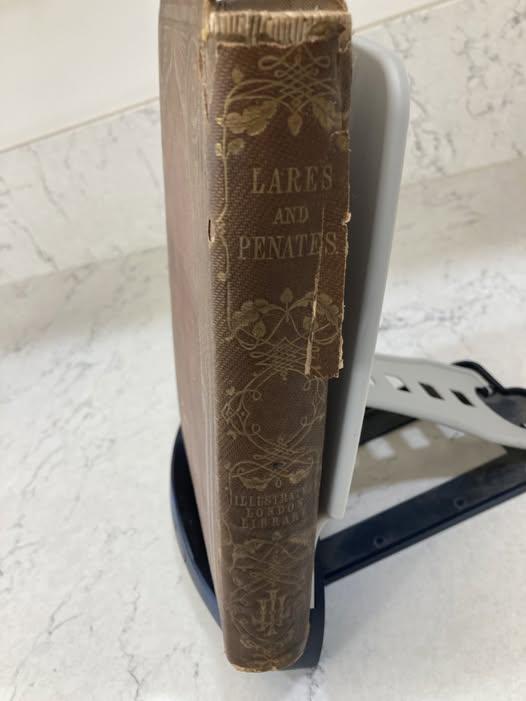 LARES
AND
PENATES.
ILLUSTRATED
LONDON
LIBRARY